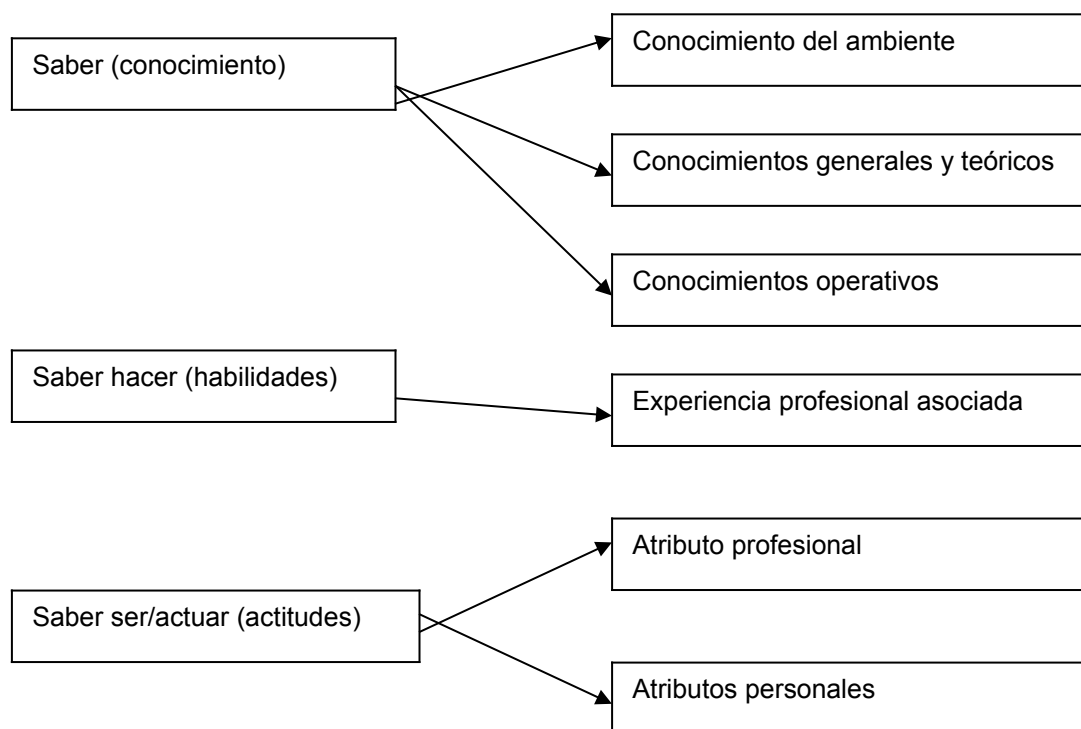 Saber (conocimiento)
Conocimiento del ambiente
Conocimientos generales y teóricos
Conocimientos operativos
Saber hacer (habilidades)
Experiencia profesional asociada
Saber ser/actuar (actitudes)
Atributo profesional
Atributos personales